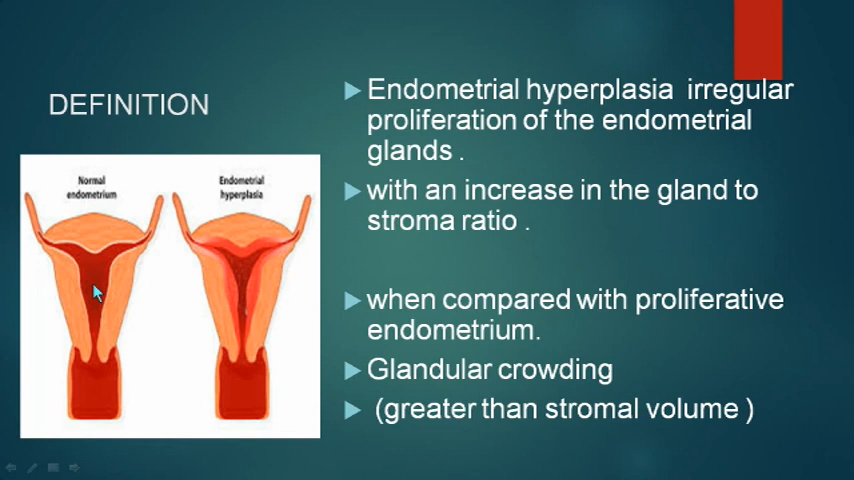 DEFINITION
Normal
endometrium
Endometrial
hyperplasia
Endometrial hyperplasia irregular
proliferation of the endometrial
glands .
with an increase in the gland to
stroma ratio .
when compared with proliferative
endometrium.
Glandular crowding
(greater than stromal volume )